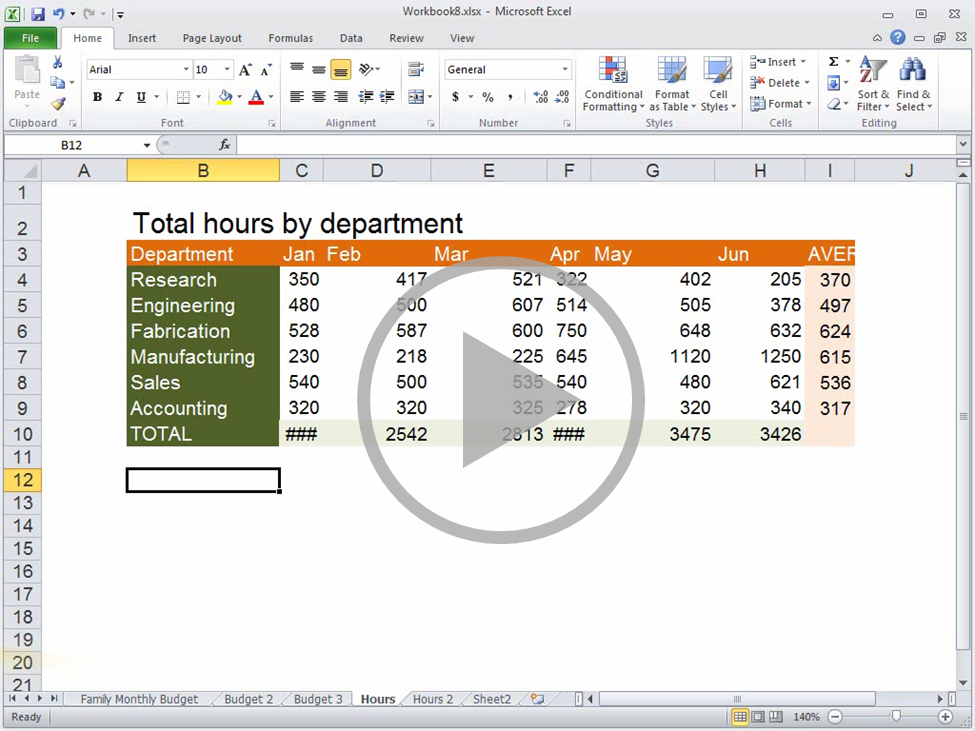 Workbook8.xlsx - Microsoft Excel
File Home Insert Page Layout Formulas Data Review View
Arial 10 General
Paste
B I U $ % ,
Conditional Formatting Format as Table Cell Styles
Insert
Delete
Format
Sort & Filter Find & Select
Clipboard Font Alignment Number Styles Cells Editing
B12 fx
A B C D E F G H I J
1
2 Total hours by department
3 Department Jan Feb Mar Apr May Jun AVER
4 Research 350 417 521 322 402 205 370
5 Engineering 480 500 607 514 505 378 497
6 Fabrication 528 587 600 750 648 632 624
7 Manufacturing 230 218 225 645 1120 1250 615
8 Sales 540 500 535 540 480 621 536
9 Accounting 320 320 325 278 320 340 317
10 TOTAL ### 2542 2813 ### 3475 3426
11
12
13
14
15
16
17
18
19
20
21
Family Monthly Budget Budget 2 Budget 3 Hours Hours 2 Sheet2
Ready 140%